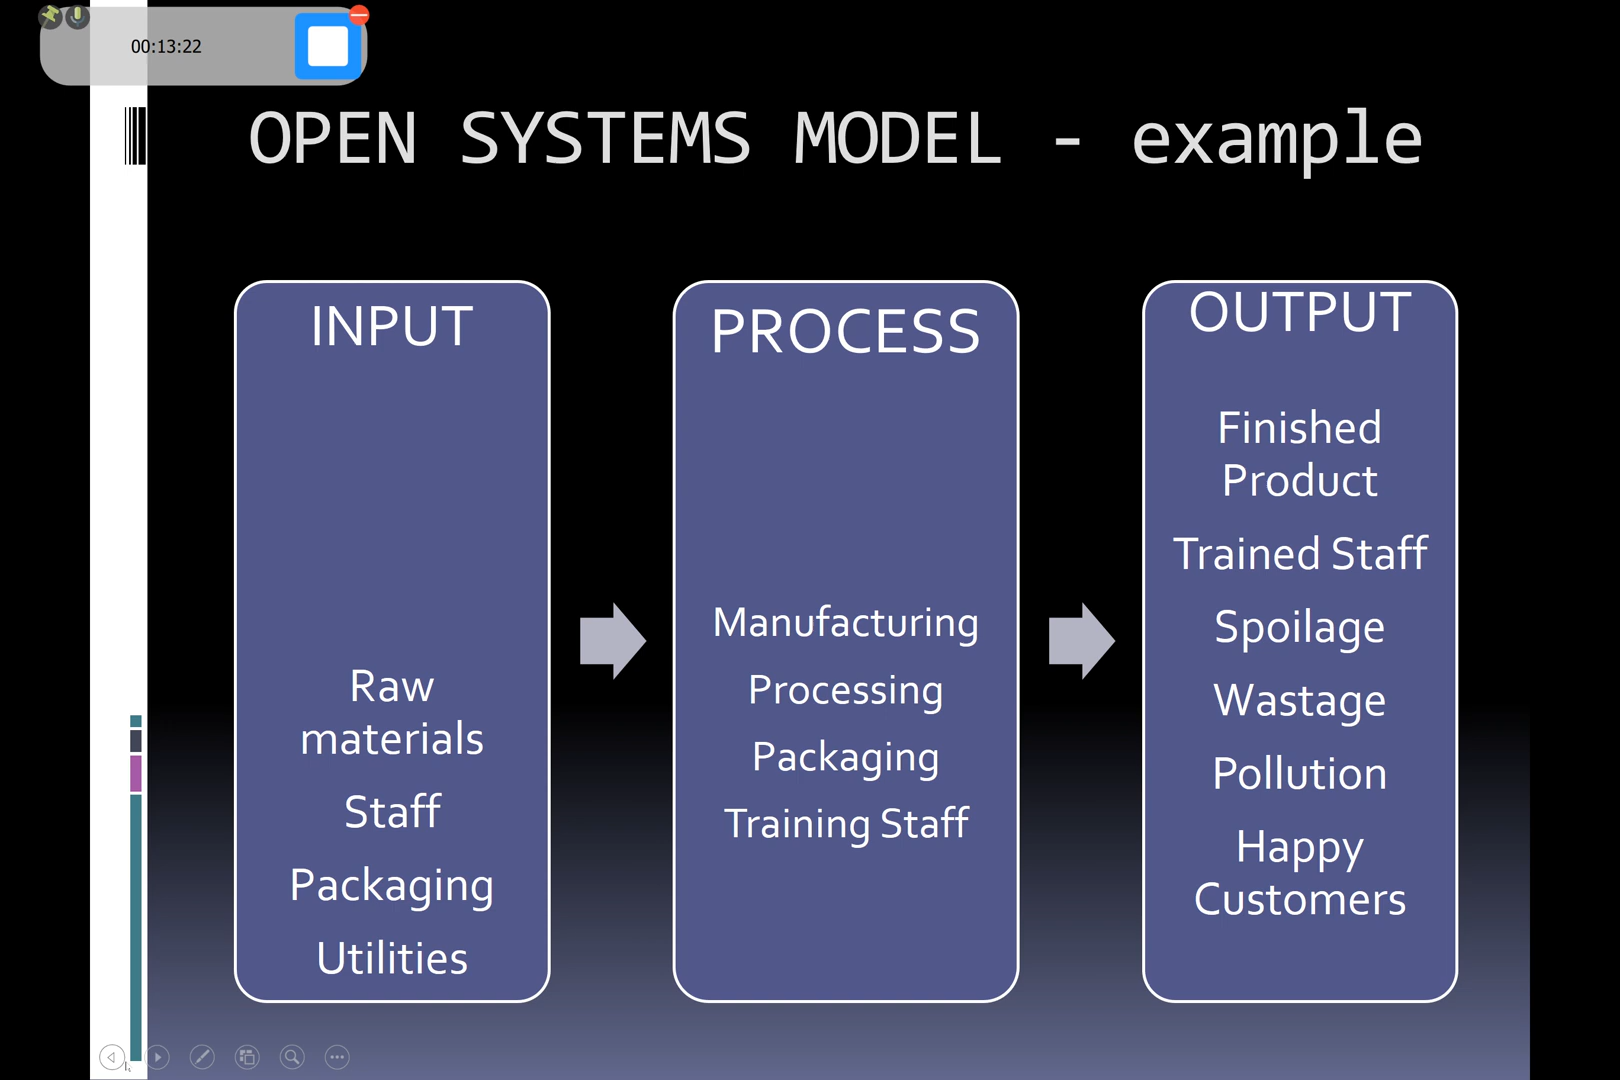 00:13:22
OPEN SYSTEMS MODEL - example
INPUT
Raw
materials
Staff
Packaging
Utilities
PROCESS
Manufacturing
Processing
Packaging
Training Staff
OUTPUT
Finished
Product
Trained Staff
Spoilage
Wastage
Pollution
Happy
Customers